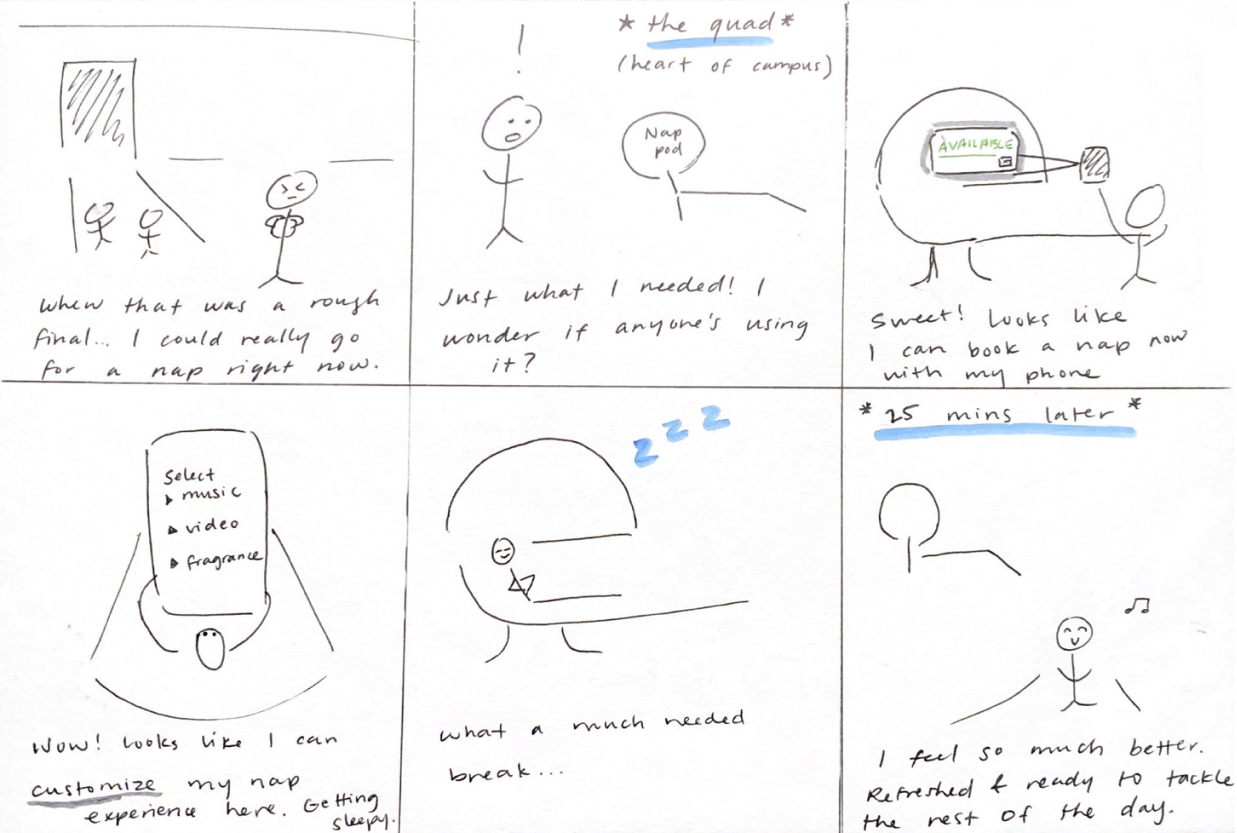 when that was a rough
final... I could really go
for a nap right now.
!
* the quad *
(heart of campus)
Nap
pod
Just what I needed! I
wonder if anyone's using
it?
AVAILABLE
Sweet! Looks like
I can book a nap now
with my phone
Select
music
video
fragrance
Wow! Looks like I can
customize my nap
experience here. Getting
sleepy.
z z z
what a much needed
break...
* 25 mins later *
I feel so much better.
Refreshed & ready to tackle
the rest of the day.